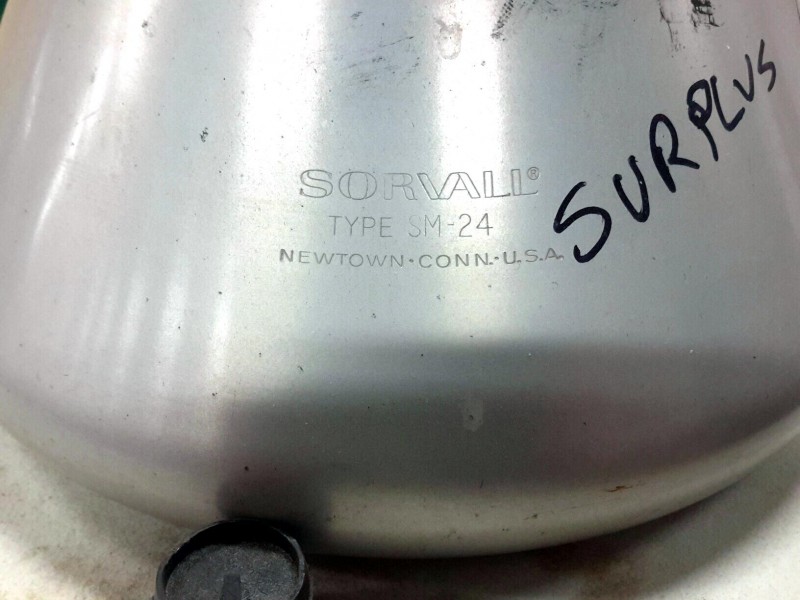 SORVALL®
TYPE SM-24
NEWTOWN·CONN.·U.S.A.
SURPLUS